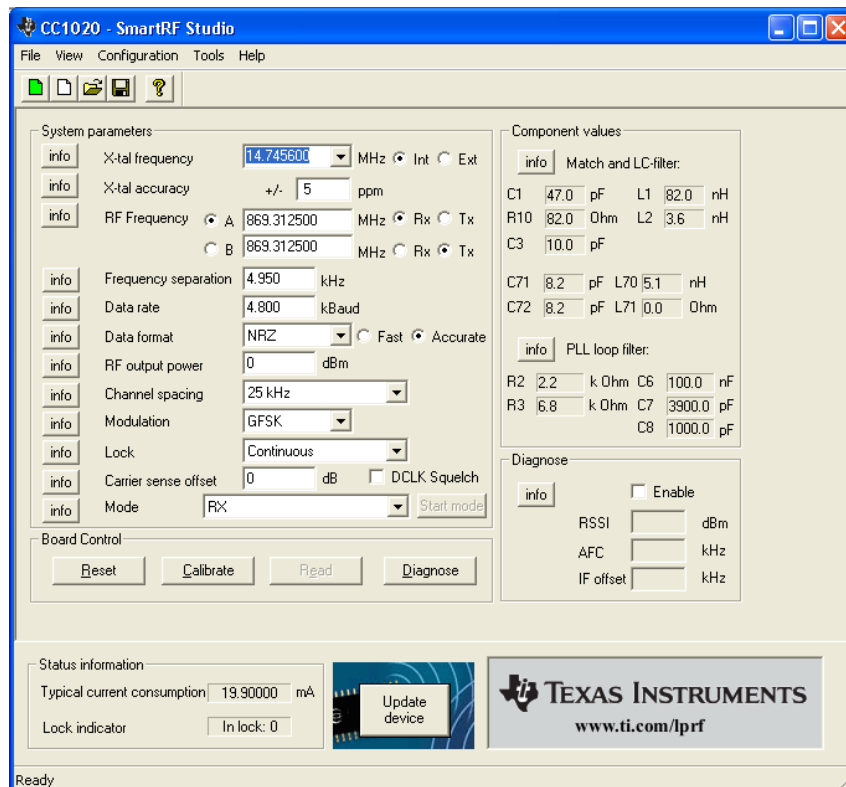 CC1020 - SmartRF Studio
File View Configuration Tools Help
System parameters
info X-tal frequency 14.745600 MHz Int Ext
info X-tal accuracy +/- 5 ppm
info RF Frequency A 869.312500 MHz Rx Tx
B 869.312500 MHz Rx Tx
info Frequency separation 4.950 kHz
info Data rate 4.800 kBaud
info Data format NRZ Fast Accurate
info RF output power 0 dBm
info Channel spacing 25 kHz
info Modulation GFSK
info Lock Continuous
info Carrier sense offset 0 dB DCLK Squelch
info Mode RX Start mode
Board Control
Reset Calibrate Read Diagnose
Component values
info Match and LC-filter:
C1 47.0 pF L1 82.0 nH
R10 82.0 Ohm L2 3.6 nH
C3 10.0 pF
C71 8.2 pF L70 5.1 nH
C72 8.2 pF L71 0.0 Ohm
info PLL loop filter:
R2 2.2 k Ohm C6 100.0 nF
R3 6.8 k Ohm C7 3900.0 pF
C8 1000.0 pF
Diagnose
info Enable
RSSI dBm
AFC kHz
IF offset kHz
Status information
Typical current consumption 19.90000 mA
Lock indicator In lock: 0
Update
device
TEXAS INSTRUMENTS
www.ti.com/lprf
Ready